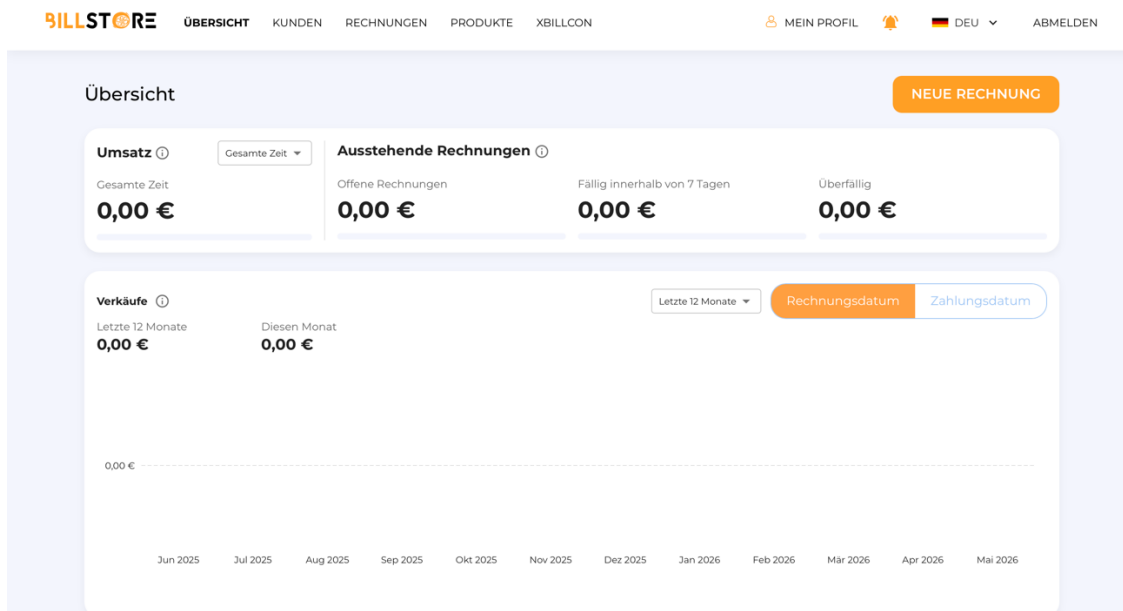 BILLSTORE ÜBERSICHT KUNDEN RECHNUNGEN PRODUKTE XBILLCON MEIN PROFIL DEU ABMELDEN
Übersicht NEUE RECHNUNG
Umsatz Gesamte Zeit Ausstehende Rechnungen
Gesamte Zeit Offene Rechnungen Fällig innerhalb von 7 Tagen Überfällig
0,00 € 0,00 € 0,00 € 0,00 €
Verkäufe Letzte 12 Monate Rechnungsdatum Zahlungsdatum
Letzte 12 Monate Diesen Monat
0,00 € 0,00 €
0,00 €
Jun 2025 Jul 2025 Aug 2025 Sep 2025 Okt 2025 Nov 2025 Dez 2025 Jan 2026 Feb 2026 Mär 2026 Apr 2026 Mai 2026